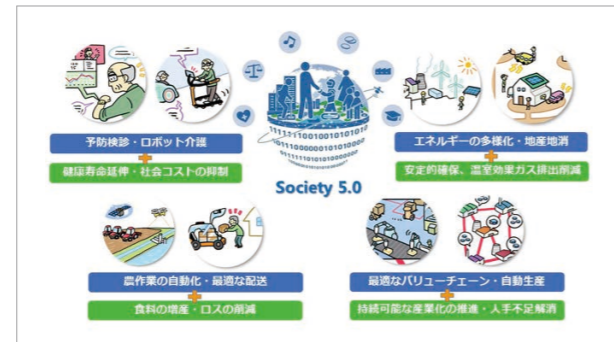 予防検診・ロボット介護
健康寿命延伸・社会コストの抑制
エネルギーの多様化・地産地消
安定的確保、温室効果ガス排出削減
Society 5.0
農作業の自動化・最適な配送
食料の増産・ロスの削減
最適なバリューチェーン・自動生産
持続可能な産業化の推進・人手不足解消